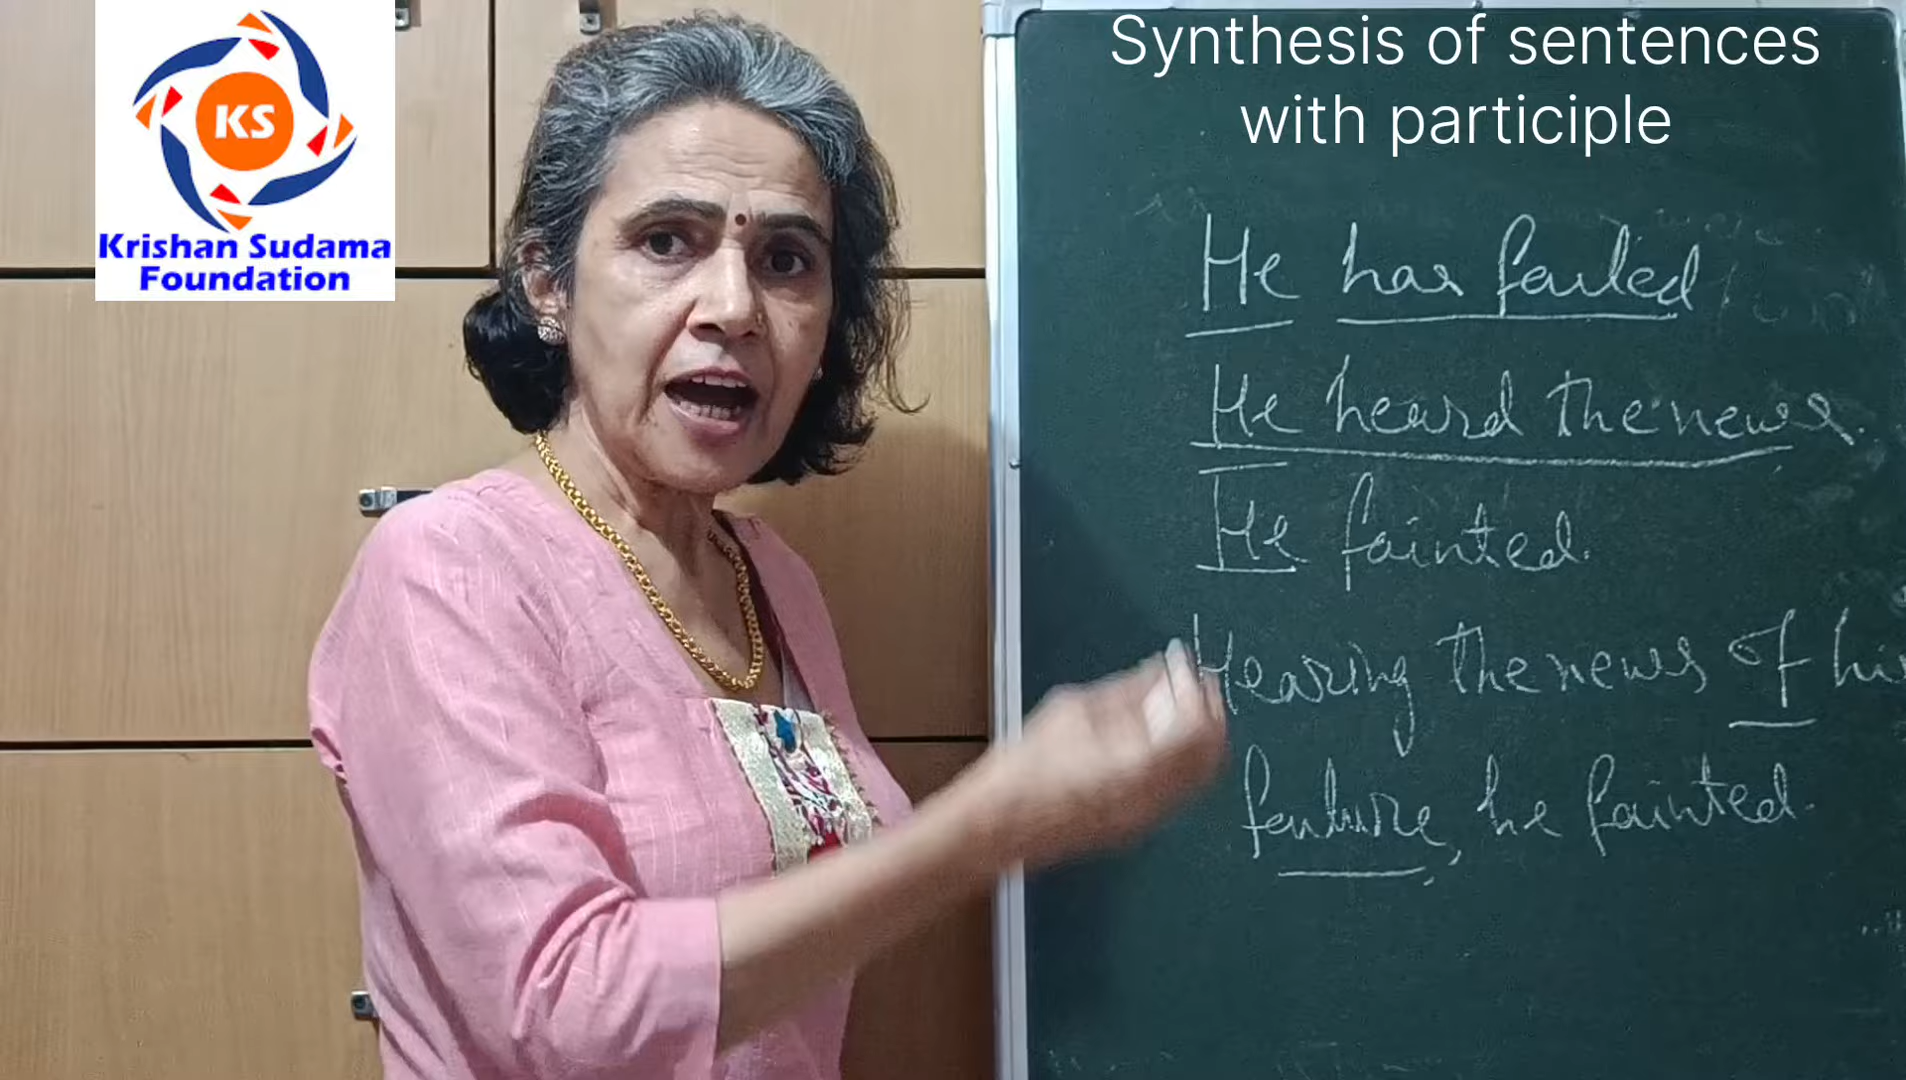 KS
Krishan Sudama
Foundation
Synthesis of sentences
with participle
He has failed
He heard the news.
He fainted.
Hearing the news of his
failure, he fainted.